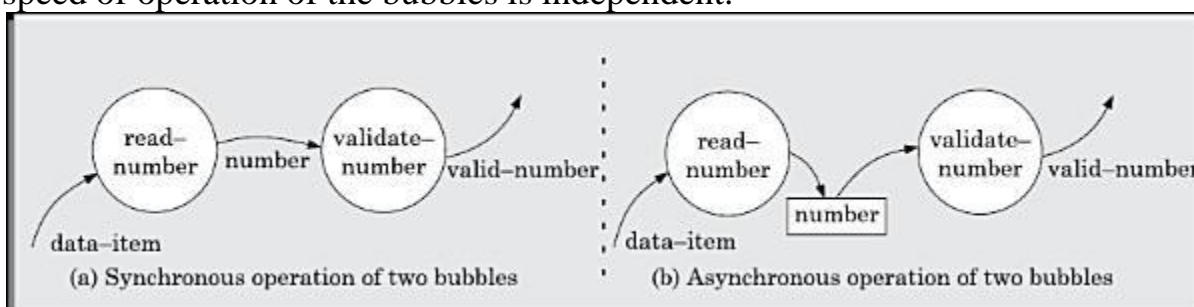 speed of operation of the bubbles is independent.
read–
number
number
validate–
number
valid–number
data–item
(a) Synchronous operation of two bubbles
read–
number
number
validate–
number
valid–number
data–item
(b) Asynchronous operation of two bubbles